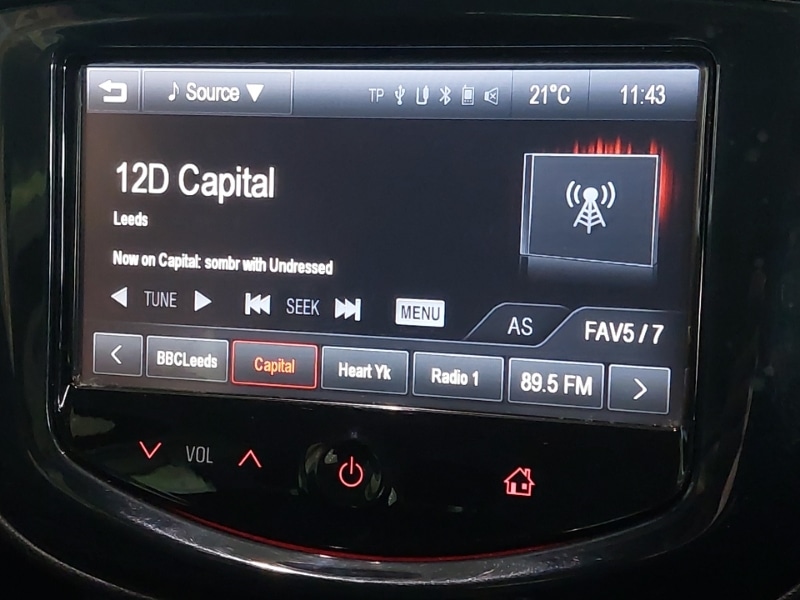 Source TP 21°C 11:43
12D Capital
Leeds
Now on Capital: sombr with Undressed
TUNE SEEK MENU AS FAV5 / 7
BBCLeeds Capital Heart Yk Radio 1 89.5 FM
VOL